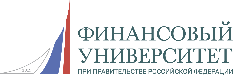 ФИНАНСОВЫЙ
УНИВЕРСИТЕТ
ПРИ ПРАВИТЕЛЬСТВЕ РОССИЙСКОЙ ФЕДЕРАЦИИ